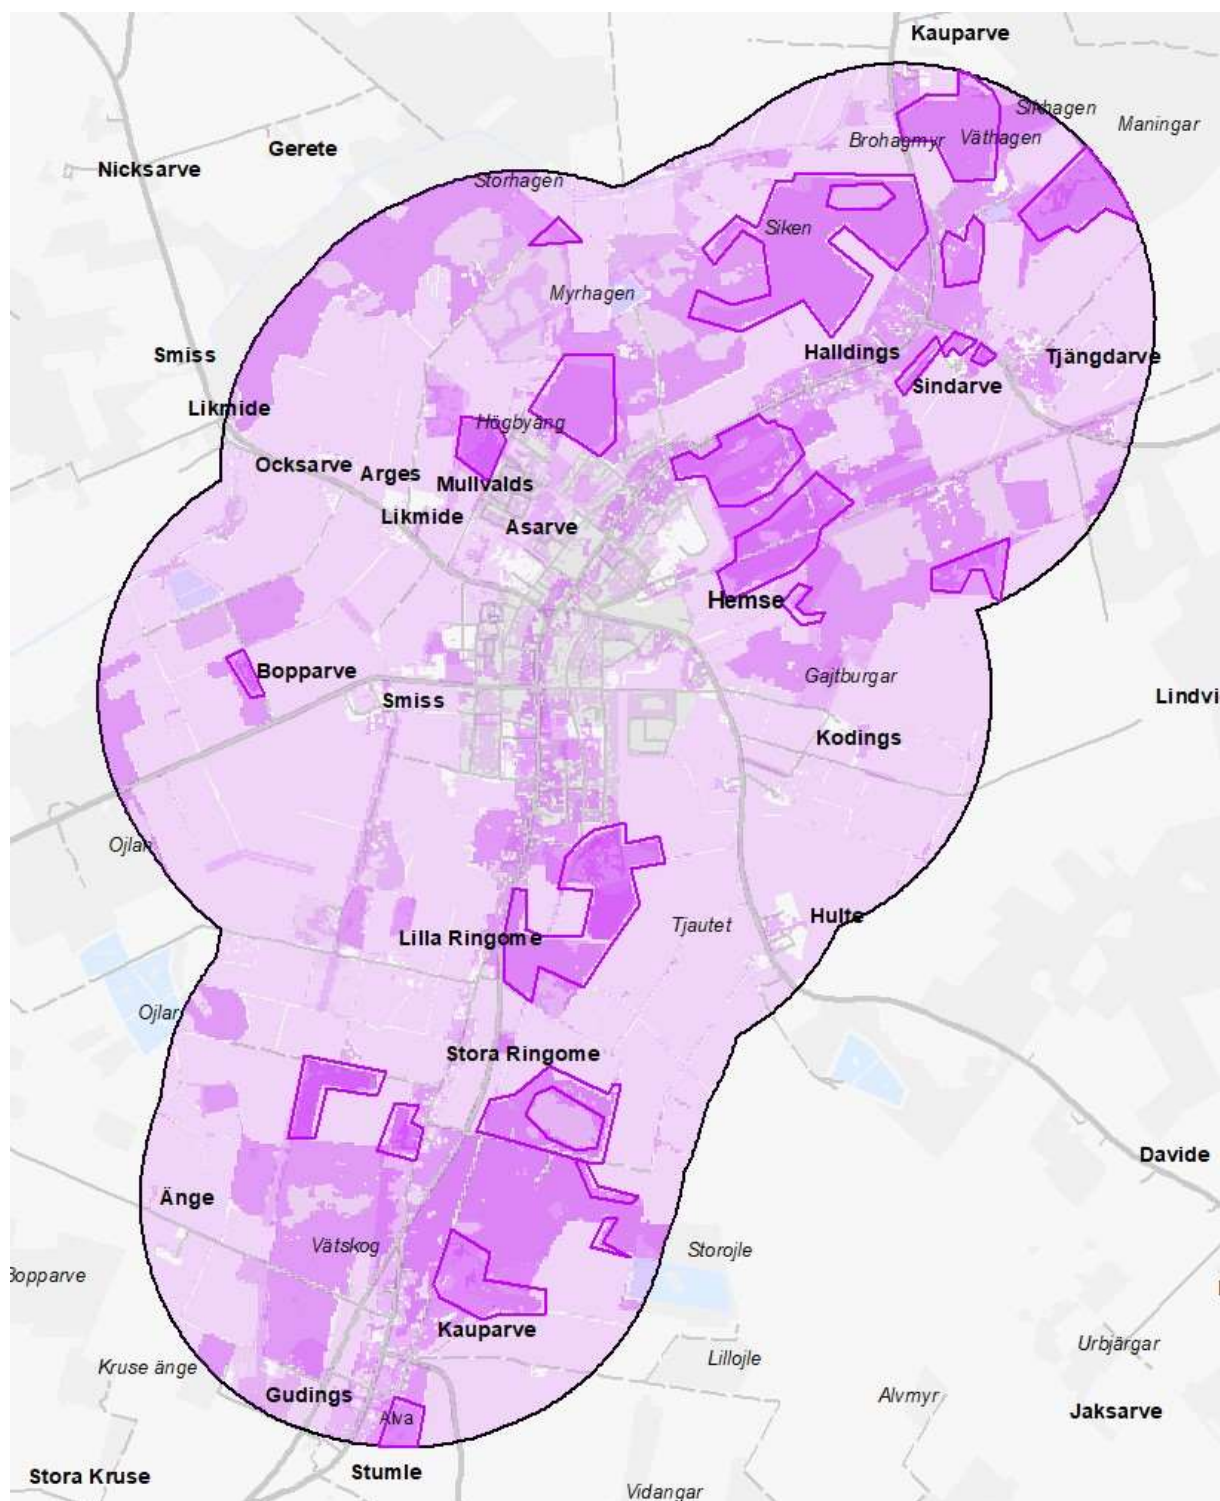 Kauparve
Sikhagen
Maningar
Brohagmyr
Väthagen
Gerete
Nicksarve
Storhagen
Siken
Myrhagen
Smiss
Halldings
Tjängdarve
Sindarve
Likmide
Högbyäng
Ocksarve
Arges
Mullvalds
Likmide
Asarve
Hemse
Bopparve
Gajtburgar
Smiss
Lindvi
Kodings
Ojlar
Hulte
Tjautet
Lilla Ringome
Ojlar
Stora Ringome
Davide
Änge
Vätskog
Storojle
Bopparve
Kauparve
Urbjärgar
Lillojle
Kruse änge
Gudings
Alvmyr
Jaksarve
Alva
Stumle
Stora Kruse
Vidangar